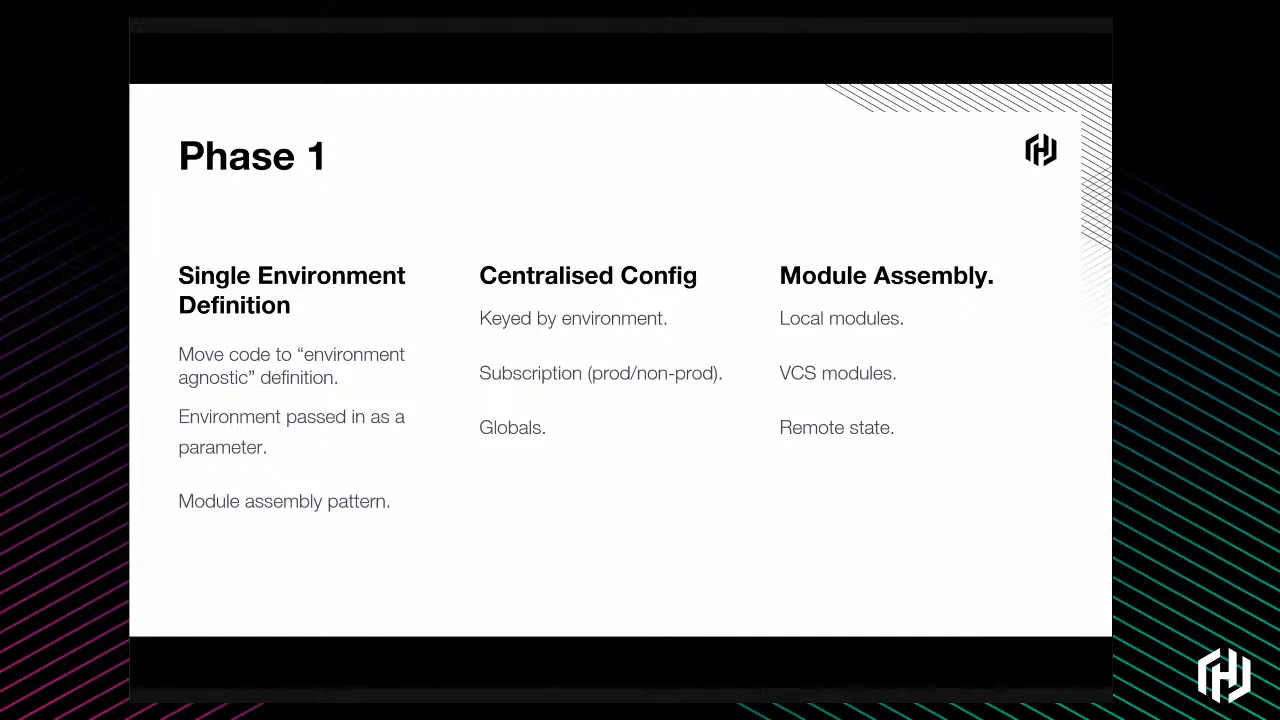 Phase 1
Single Environment
Definition
Move code to “environment
agnostic” definition.
Environment passed in as a
parameter.
Module assembly pattern.
Centralised Config
Keyed by environment.
Subscription (prod/non-prod).
Globals.
Module Assembly.
Local modules.
VCS modules.
Remote state.